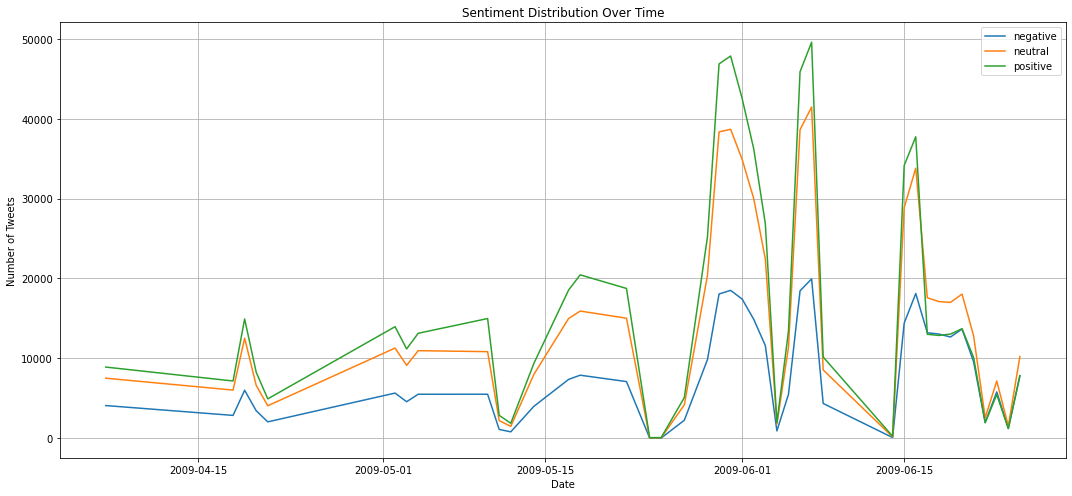 Sentiment Distribution Over Time
negative
neutral
positive
50000
40000
30000
20000
10000
0
Number of Tweets
2009-04-15
2009-05-01
2009-05-15
2009-06-01
2009-06-15
Date